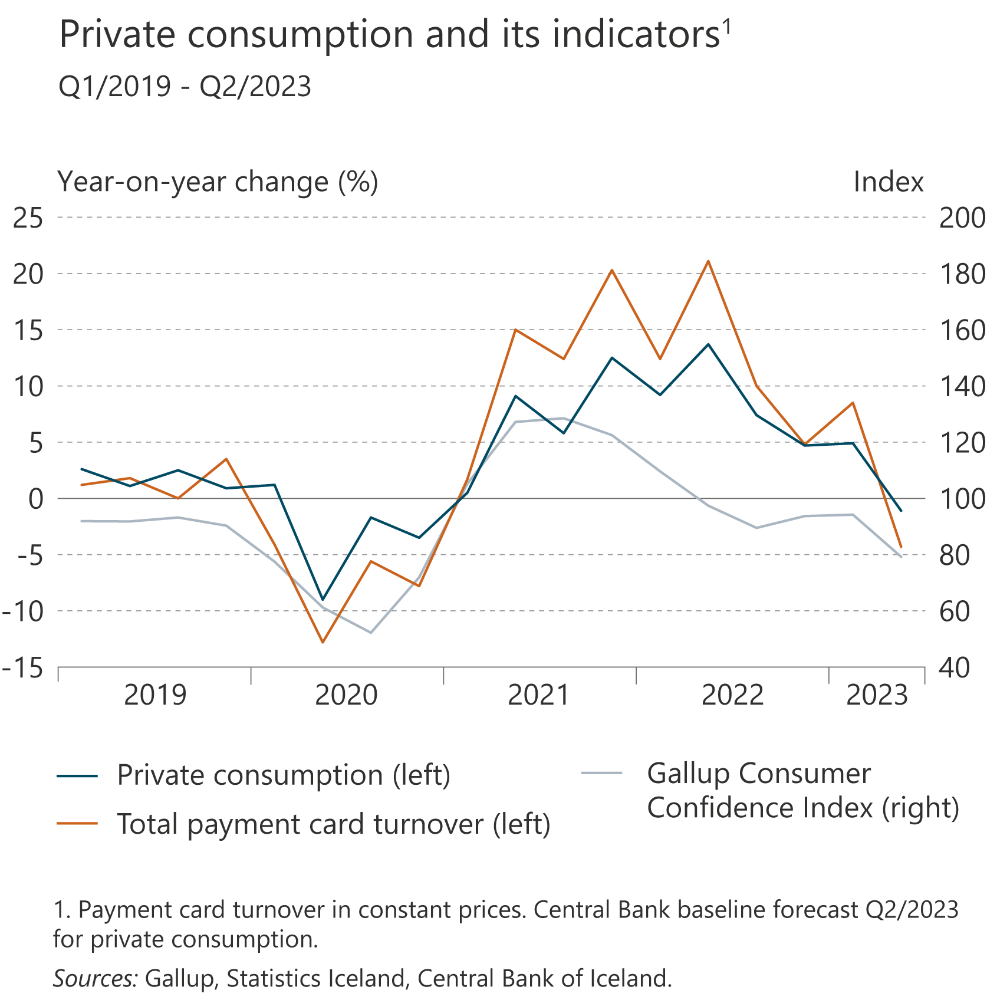 Private consumption and its indicators¹
Q1/2019 - Q2/2023
Year-on-year change (%)
Index
25
200
20
180
15
160
10
140
5
120
0
100
-5
80
-10
60
-15
40
2019
2020
2021
2022
2023
Private consumption (left)
Total payment card turnover (left)
Gallup Consumer
Confidence Index (right)
1. Payment card turnover in constant prices. Central Bank baseline forecast Q2/2023
for private consumption.
Sources: Gallup, Statistics Iceland, Central Bank of Iceland.